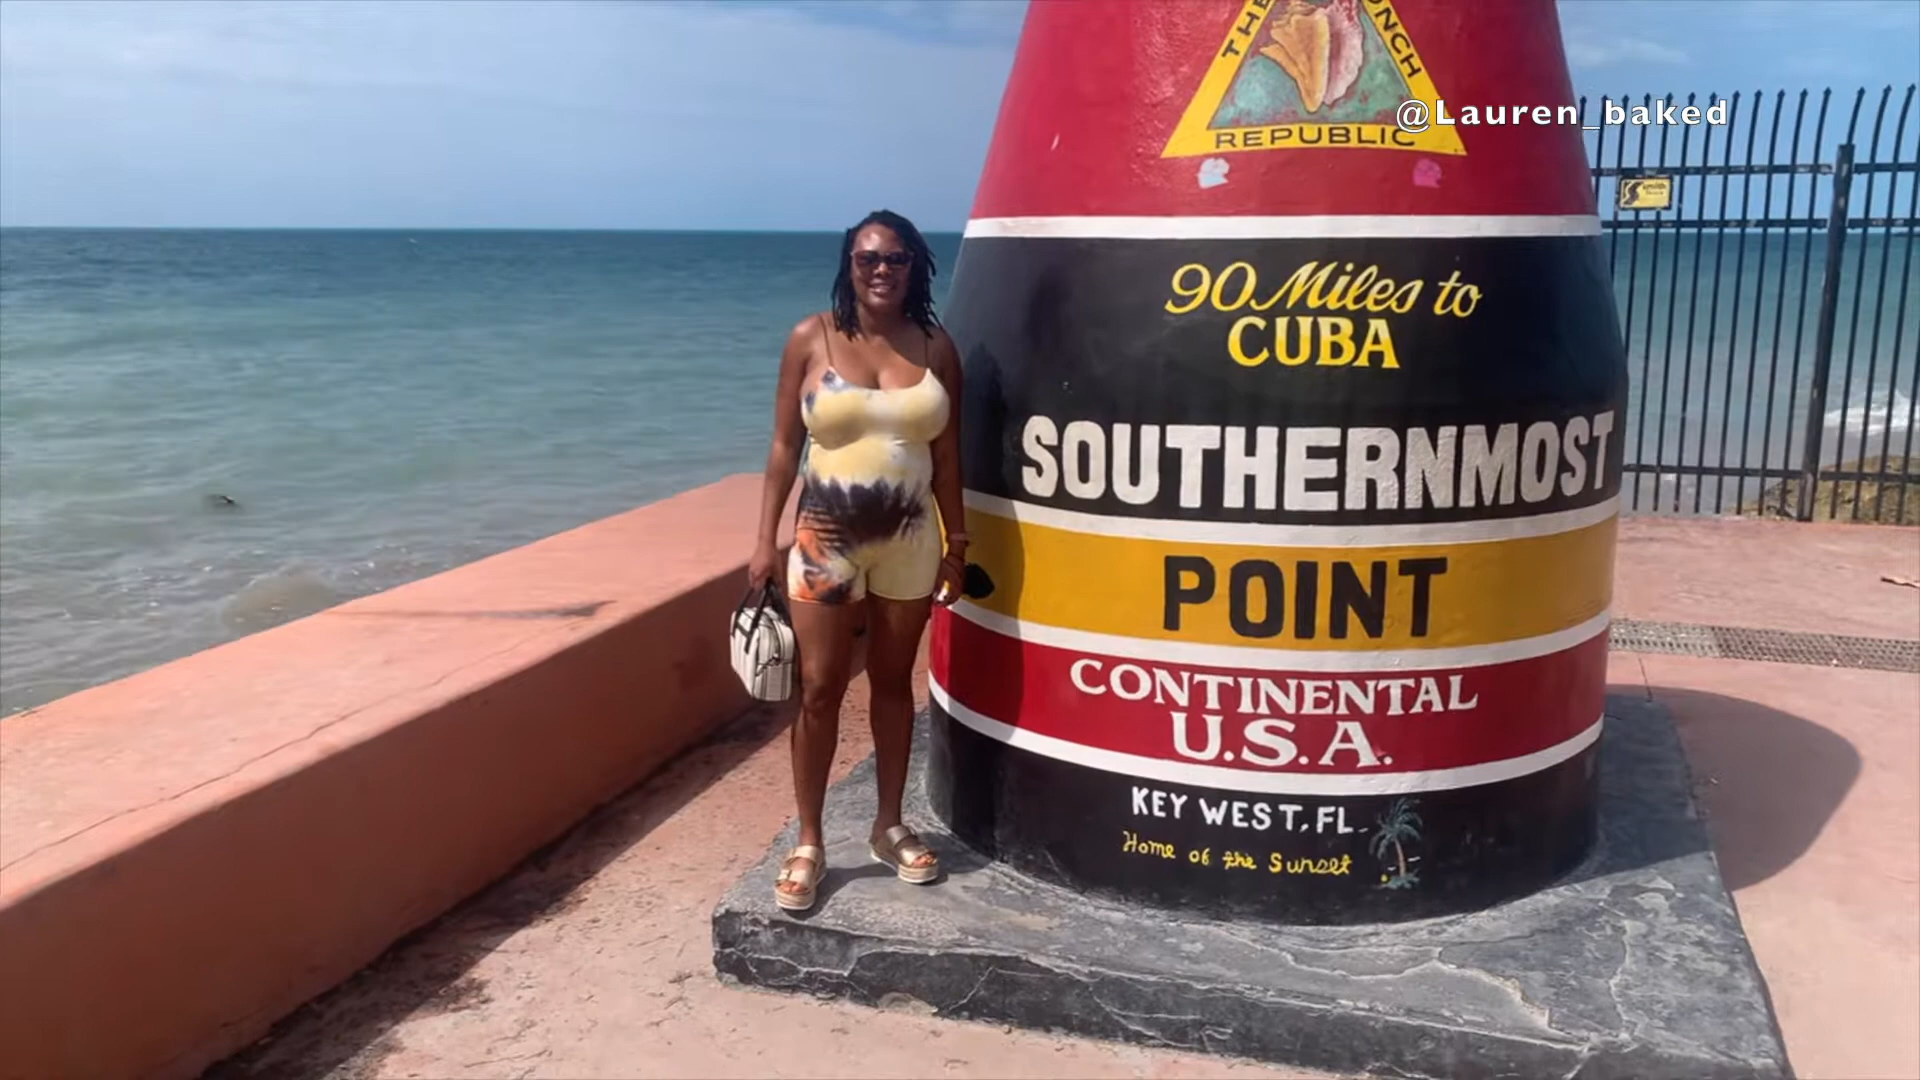 THE CONCH
REPUBLIC
@Lauren_baked
90 Miles to
CUBA
SOUTHERNMOST
POINT
CONTINENTAL
U.S.A.
KEY WEST, FL.
Home of the Sunset